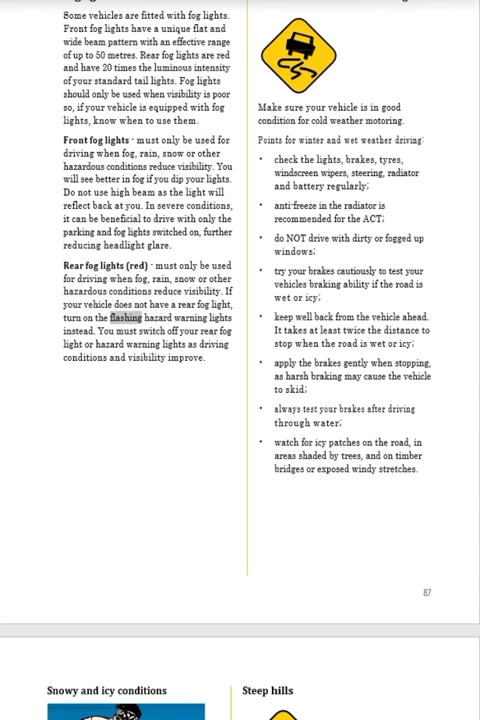 Some vehicles are fitted with fog lights.
Front fog lights have a unique flat and
wide beam pattern with an effective range
of up to 50 metres. Rear fog lights are red
and have 20 times the luminous intensity
of your standard tail lights. Fog lights
should only be used when visibility is poor
so, if your vehicle is equipped with fog
lights, know when to use them.
Front fog lights - must only be used for
driving when fog, rain, snow or other
hazardous conditions reduce visibility. You
will see better in fog if you dip your lights.
Do not use high beam as the light will
reflect back at you. In severe conditions,
it can be beneficial to drive with only the
parking and fog lights switched on, further
reducing headlight glare.
Rear fog lights (red) - must only be used
for driving when fog, rain, snow or other
hazardous conditions reduce visibility. If
your vehicle does not have a rear fog light,
turn on the flashing hazard warning lights
instead. You must switch off your rear fog
light or hazard warning lights as driving
conditions and visibility improve.
Make sure your vehicle is in good
condition for cold weather motoring.
Points for winter and wet weather driving:
• check the lights, brakes, tyres,
windscreen wipers, steering, radiator
and battery regularly;
• anti-freeze in the radiator is
recommended for the ACT;
• do NOT drive with dirty or fogged up
windows;
• try your brakes cautiously to test your
vehicles braking ability if the road is
wet or icy;
• keep well back from the vehicle ahead.
It takes at least twice the distance to
stop when the road is wet or icy;
• apply the brakes gently when stopping,
as harsh braking may cause the vehicle
to skid;
• always test your brakes after driving
through water;
• watch for icy patches on the road, in
areas shaded by trees, and on timber
bridges or exposed windy stretches.
87
Snowy and icy conditions
Steep hills